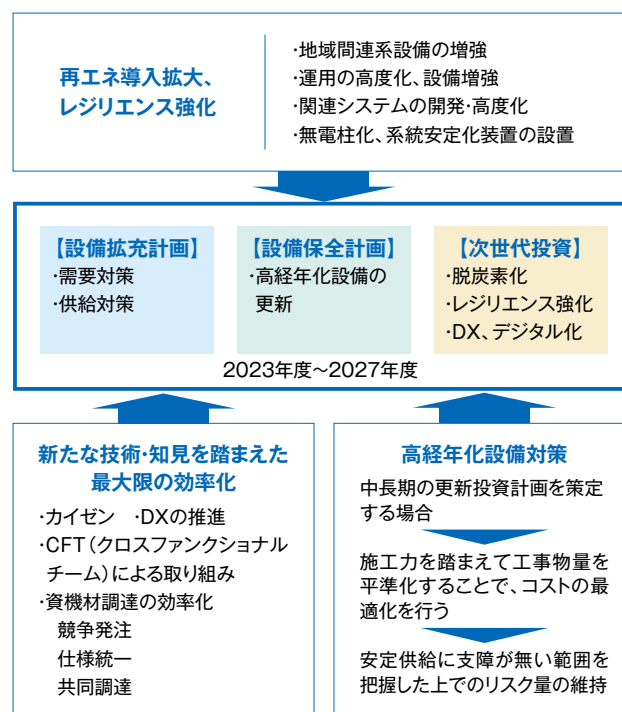 再エネ導入拡大、
レジリエンス強化
・地域間連系設備の増強
・運用の高度化、設備増強
・関連システムの開発・高度化
・無電柱化、系統安定化装置の設置
【設備拡充計画】
・需要対策
・供給対策
【設備保全計画】
・高経年化設備の
更新
【次世代投資】
・脱炭素化
・レジリエンス強化
・DX、デジタル化
2023年度～2027年度
新たな技術・知見を踏まえた
最大限の効率化
・カイゼン ・DXの推進
・CFT（クロスファンクショナル
チーム）による取り組み
・資機材調達の効率化
競争発注
仕様統一
共同調達
高経年化設備対策
中長期の更新投資計画を策定
する場合
施工力を踏まえて工事物量を
平準化することで、コストの最
適化を行う
安定供給に支障が無い範囲を
把握した上でのリスク量の維持